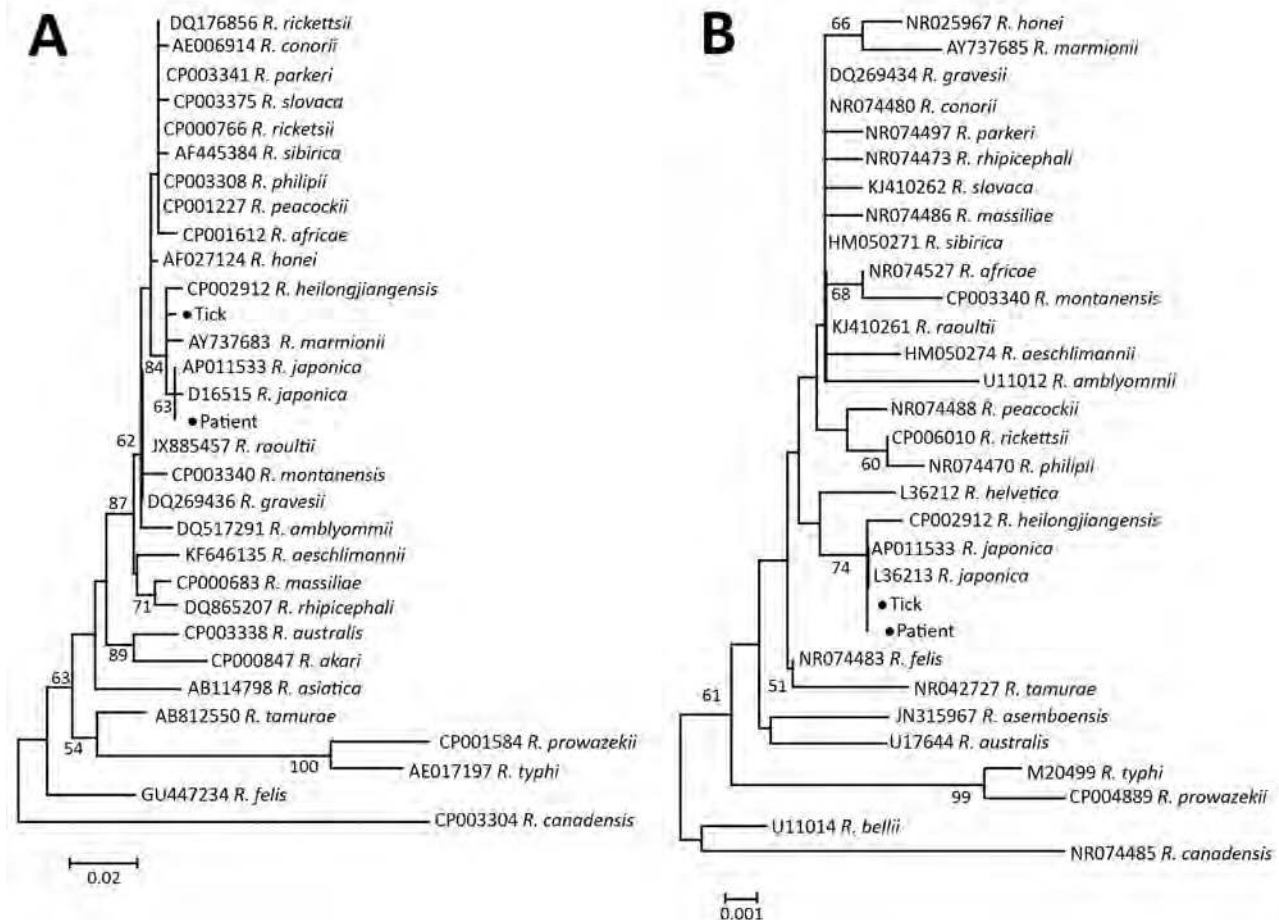 A
DQ176856 R. rickettsii
AE006914 R. conorii
CP003341 R. parkeri
CP003375 R. slovaca
CP000766 R. ricketsii
AF445384 R. sibirica
CP003308 R. philipii
CP001227 R. peacockii
CP001612 R. africae
AF027124 R. honei
CP002912 R. heilongjiangensis
Tick
AY737683 R. marmionii
84
AP011533 R. japonica
D16515 R. japonica
63
Patient
62
JX885457 R. raoultii
CP003340 R. montanensis
87
DQ269436 R. gravesii
DQ517291 R. amblyommii
KF646135 R. aeschlimannii
CP000683 R. massiliae
71
DQ865207 R. rhipicephali
CP003338 R. australis
89
CP000847 R. akari
63
AB114798 R. asiatica
AB812550 R. tamurae
54
CP001584 R. prowazekii
100
AE017197 R. typhi
GU447234 R. felis
CP003304 R. canadensis
0.02
B
66
NR025967 R. honei
AY737685 R. marmionii
DQ269434 R. gravesii
NR074480 R. conorii
NR074497 R. parkeri
NR074473 R. rhipicephali
KJ410262 R. slovaca
NR074486 R. massiliae
HM050271 R. sibirica
NR074527 R. africae
68
CP003340 R. montanensis
KJ410261 R. raoultii
HM050274 R. aeschlimannii
U11012 R. amblyommii
NR074488 R. peacockii
CP006010 R. rickettsii
60
NR074470 R. philipii
L36212 R. helvetica
CP002912 R. heilongjiangensis
AP011533 R. japonica
74
L36213 R. japonica
Tick
Patient
NR074483 R. felis
51
NR042727 R. tamurae
61
JN315967 R. asemboensis
U17644 R. australis
M20499 R. typhi
99
CP004889 R. prowazekii
U11014 R. bellii
NR074485 R. canadensis
0.001